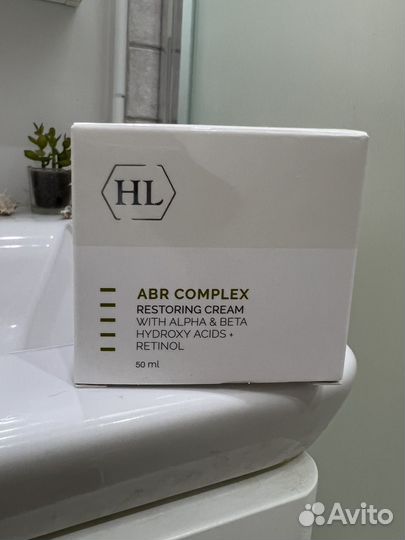 HL
ABR COMPLEX
RESTORING CREAM
WITH ALPHA & BETA
HYDROXY ACIDS +
RETINOL
50 ml
Avito